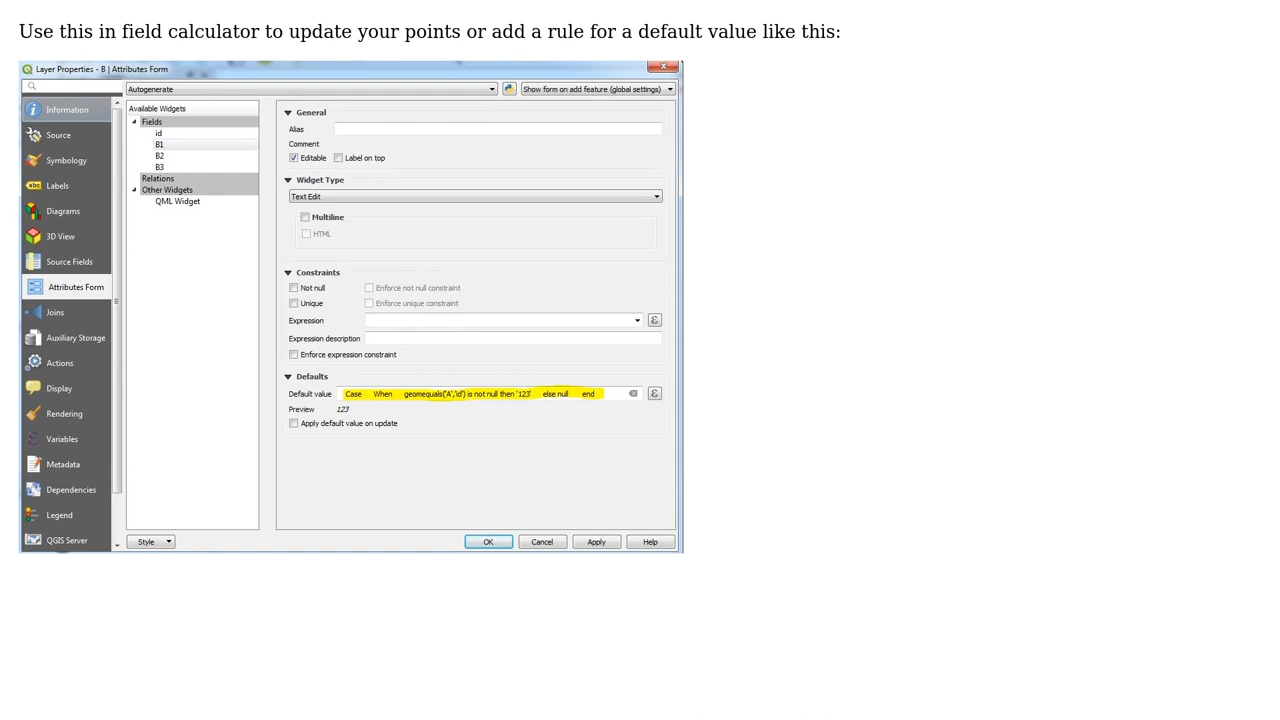 Use this in field calculator to update your points or add a rule for a default value like this:
Layer Properties - B | Attributes Form
Autogenerate
Show form on add feature (global settings)
Information
Source
Symbology
Labels
Diagrams
3D View
Source Fields
Attributes Form
Joins
Auxiliary Storage
Actions
Display
Rendering
Variables
Metadata
Dependencies
Legend
QGIS Server
Available Widgets
Fields
id
B1
B2
B3
Relations
Other Widgets
QML Widget
General
Alias
Comment
Editable Label on top
Widget Type
Text Edit
Multiline
HTML
Constraints
Not null Enforce not null constraint
Unique Enforce unique constraint
Expression ε
Expression description
Enforce expression constraint
Defaults
Default value Case When geomequals('A','id') is not null then '123' else null end ε
Preview 123
Apply default value on update
Style OK Cancel Apply Help